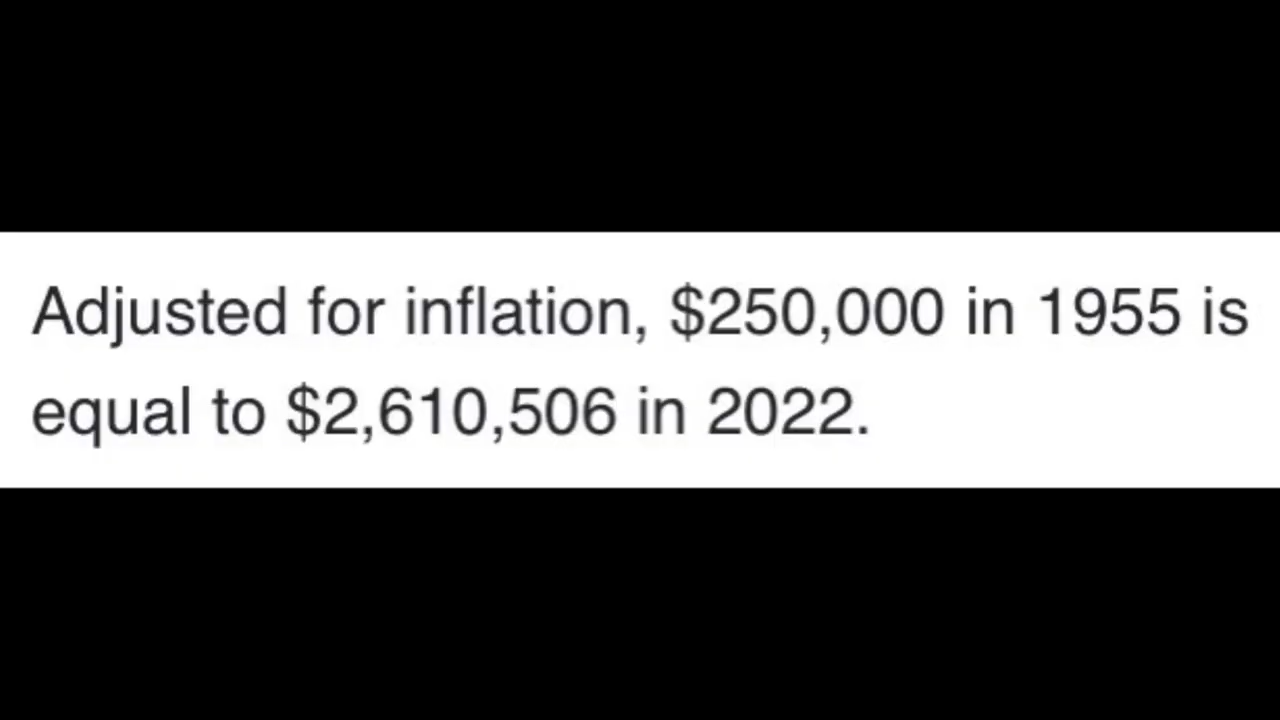 Adjusted for inflation, $250,000 in 1955 is
equal to $2,610,506 in 2022.